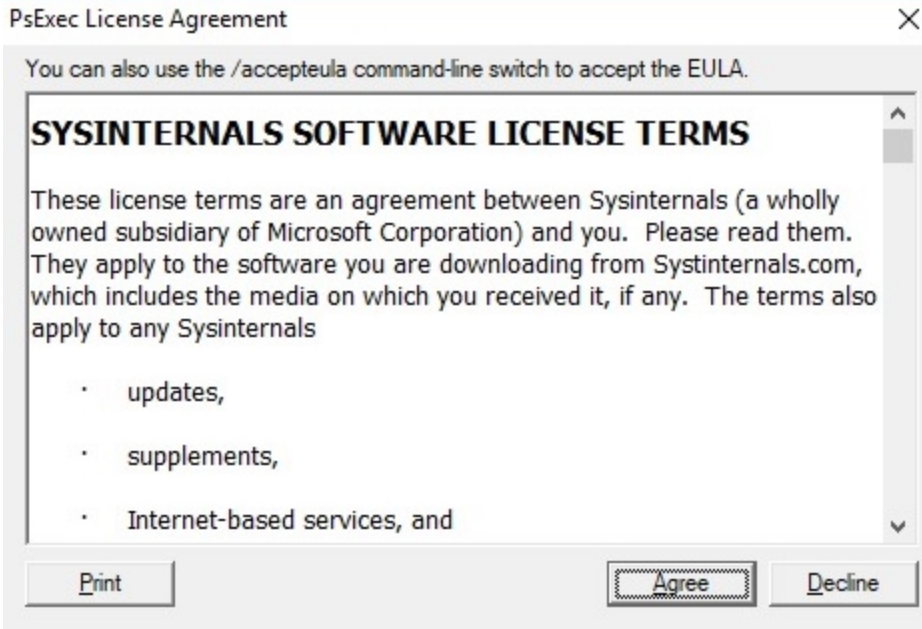 PsExec License Agreement
You can also use the /accepteula command-line switch to accept the EULA.
SYSINTERNALS SOFTWARE LICENSE TERMS
These license terms are an agreement between Sysinternals (a wholly
owned subsidiary of Microsoft Corporation) and you.  Please read them.
They apply to the software you are downloading from Systinternals.com,
which includes the media on which you received it, if any.  The terms also
apply to any Sysinternals
· updates,
· supplements,
· Internet-based services, and
Print Agree Decline